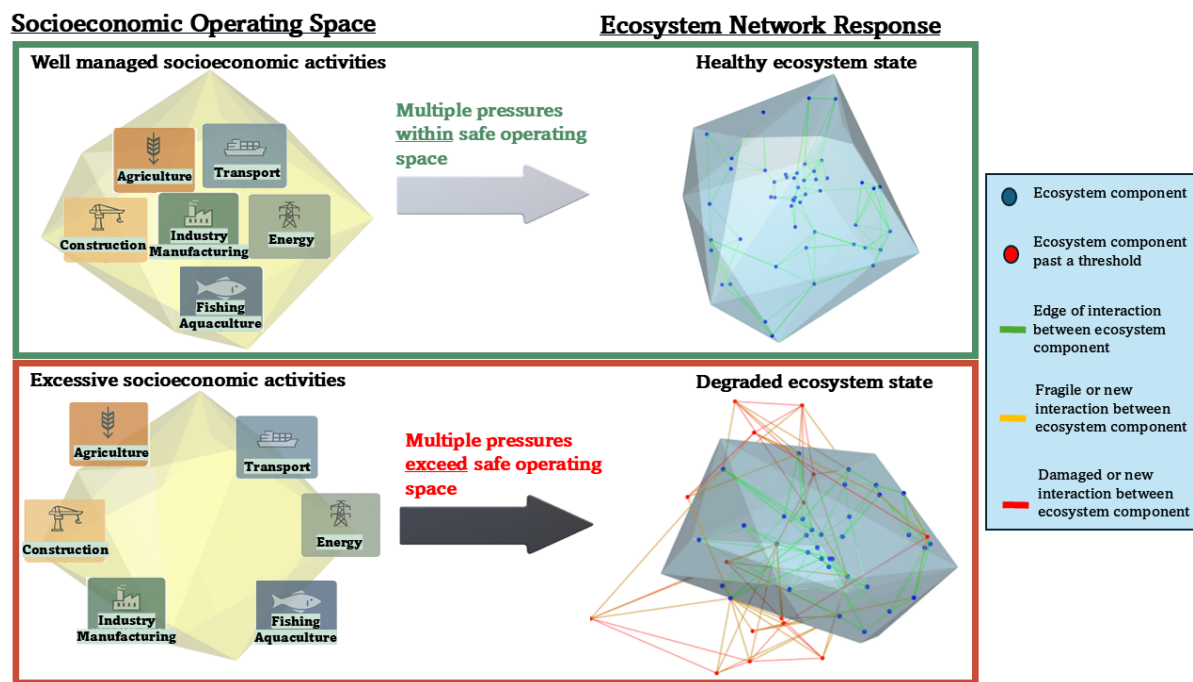 Socioeconomic Operating Space
Ecosystem Network Response
Well managed socioeconomic activities
Agriculture
Transport
Construction
Industry
Manufacturing
Energy
Fishing
Aquaculture
Multiple pressures
within safe operating
space
Healthy ecosystem state
Excessive socioeconomic activities
Agriculture
Transport
Construction
Energy
Industry
Manufacturing
Fishing
Aquaculture
Multiple pressures
exceed safe operating
space
Degraded ecosystem state
Ecosystem component
Ecosystem component
past a threshold
Edge of interaction
between ecosystem
component
Fragile or new
interaction between
ecosystem component
Damaged or new
interaction between
ecosystem component